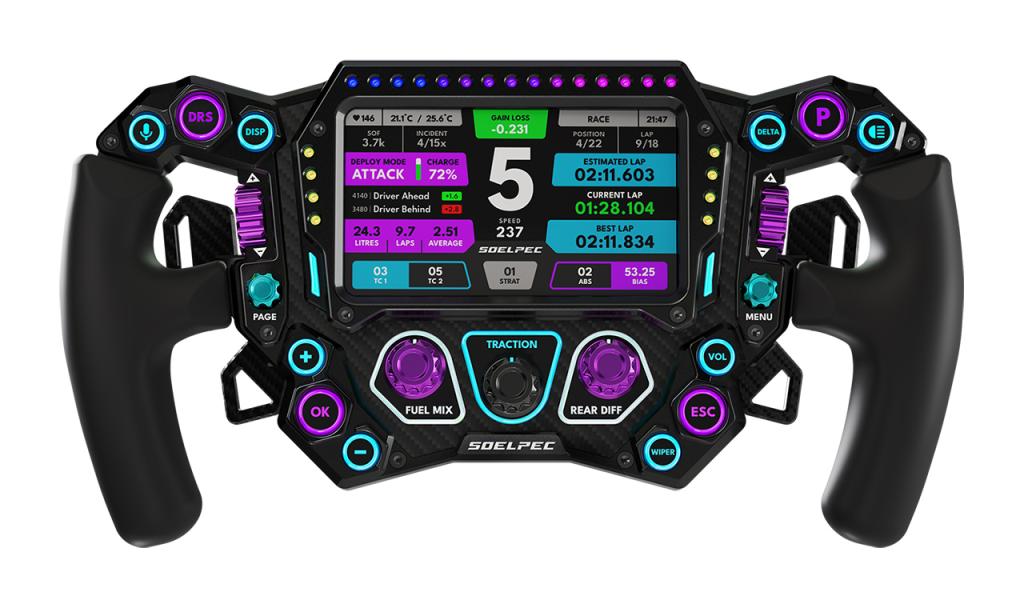 DRS
DISP
♥146
21.1°C / 25.6°C
GAIN LOSS
-0.231
RACE
21:47
SOF
3.7k
INCIDENT
4/15x
POSITION
4/22
LAP
9/18
DEPLOY MODE
ATTACK
CHARGE
72%
5
ESTIMATED LAP
02:11.603
4140 Driver Ahead +1.6
3480 Driver Behind +2.8
CURRENT LAP
01:28.104
SPEED
237
24.3
LITRES
9.7
LAPS
2.51
AVERAGE
BEST LAP
02:11.834
SOELPEC
03
TC 1
05
TC 2
01
STRAT
02
ABS
53.25
BIAS
DELTA
P
PAGE
MENU
+
OK
-
FUEL MIX
TRACTION
REAR DIFF
VOL
ESC
WIPER
SOELPEC